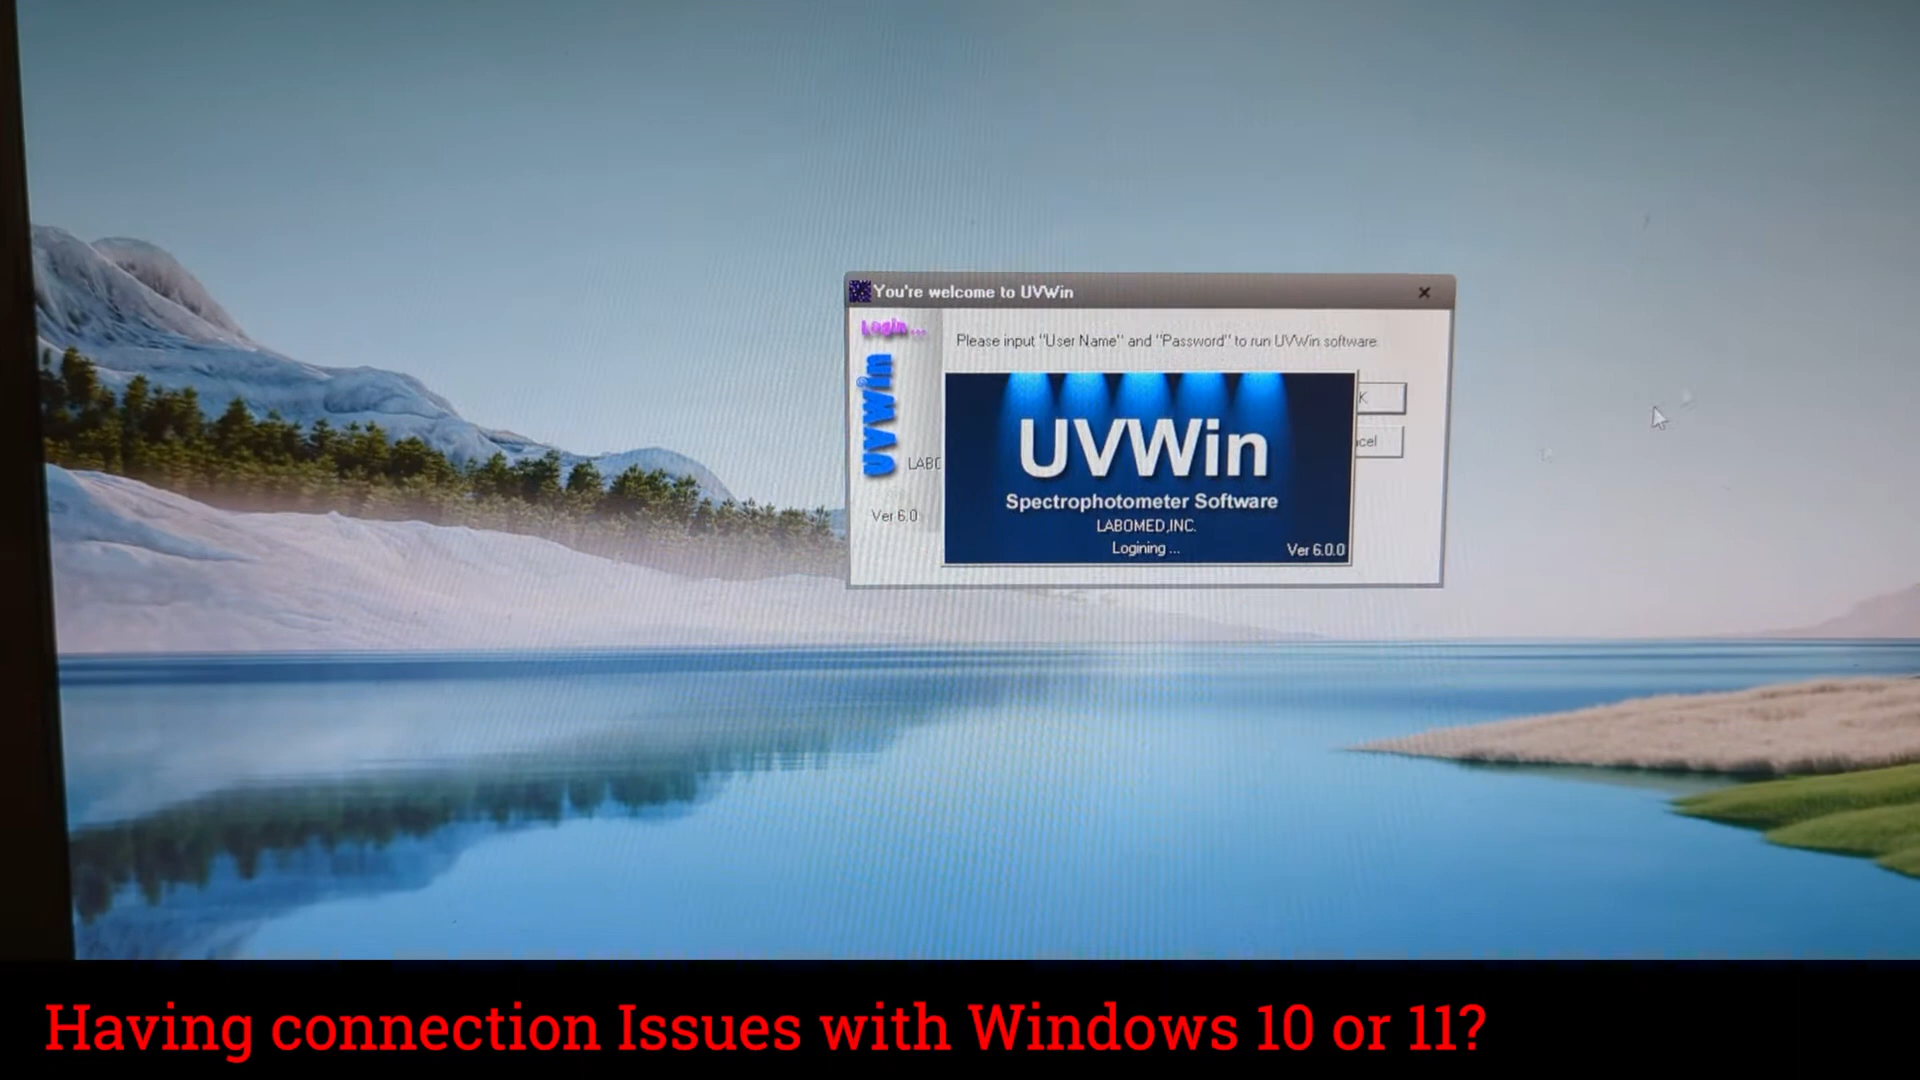 You're welcome to UVWin
Login ...
Please input "User Name" and "Password" to run UVWin software.
UVWin
UVWin
Spectrophotometer Software
LABOMED,INC.
Logining ...
Ver 6.0.0
K
cel
LABO
Ver 6.0
Having connection Issues with Windows 10 or 11?